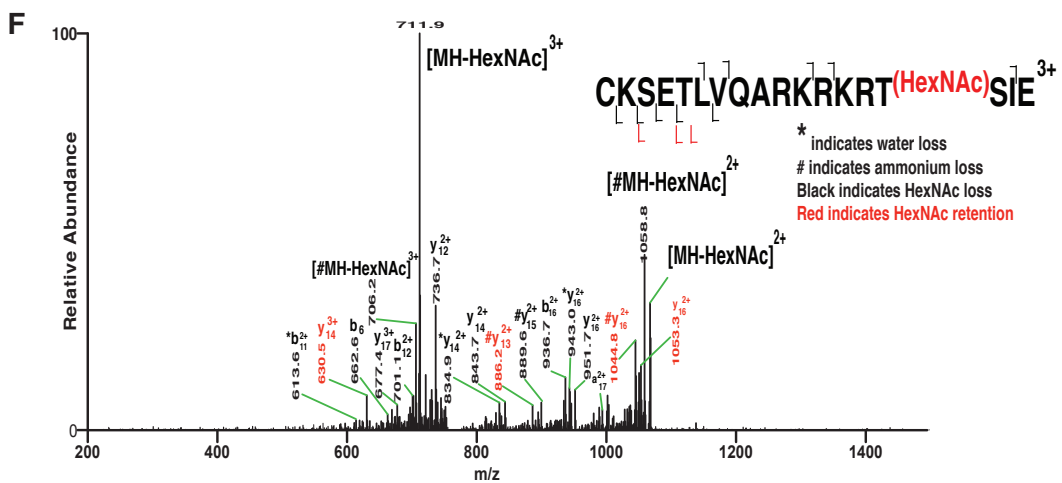 F
711.9
100
[MH-HexNAc]3+
CKSETLVQARKRKRT(HexNAc)SIE3+
* indicates water loss
# indicates ammonium loss
Black indicates HexNAc loss
Red indicates HexNAc retention
[#MH-HexNAc]2+
1058.8
[MH-HexNAc]2+
[#MH-HexNAc]3+
706.2
y12 2+
736.7
*b11 2+
613.6
y14 3+
630.5
b6
662.6
y17 3+
677.4
b12 2+
701.1
*y14 2+
834.9
y14 2+
843.7
#y13 2+
886.2
#y15 2+
889.6
b16 2+
936.7
*y16 2+
943.0
y16 2+
951.7
a17 2+
#y16 2+
1044.8
y16 2+
1053.3
Relative Abundance
0
200
400
600
800
1000
1200
1400
m/z